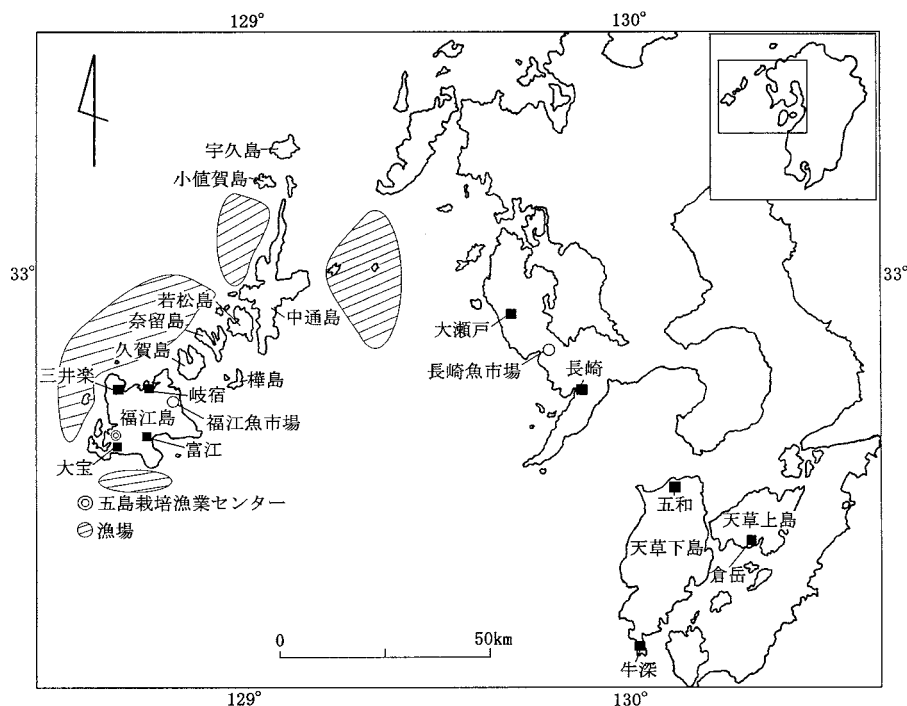 129°
130°
宇久島
小値賀島
33°
33°
若松島
奈留島
中通島
久賀島
大瀬戸
長崎魚市場
長崎
三井楽
樺島
岐宿
福江島
福江魚市場
大宝
富江
◎五島栽培漁業センター
漁場
五和
天草上島
天草下島
倉岳
0
50km
牛深
129°
130°